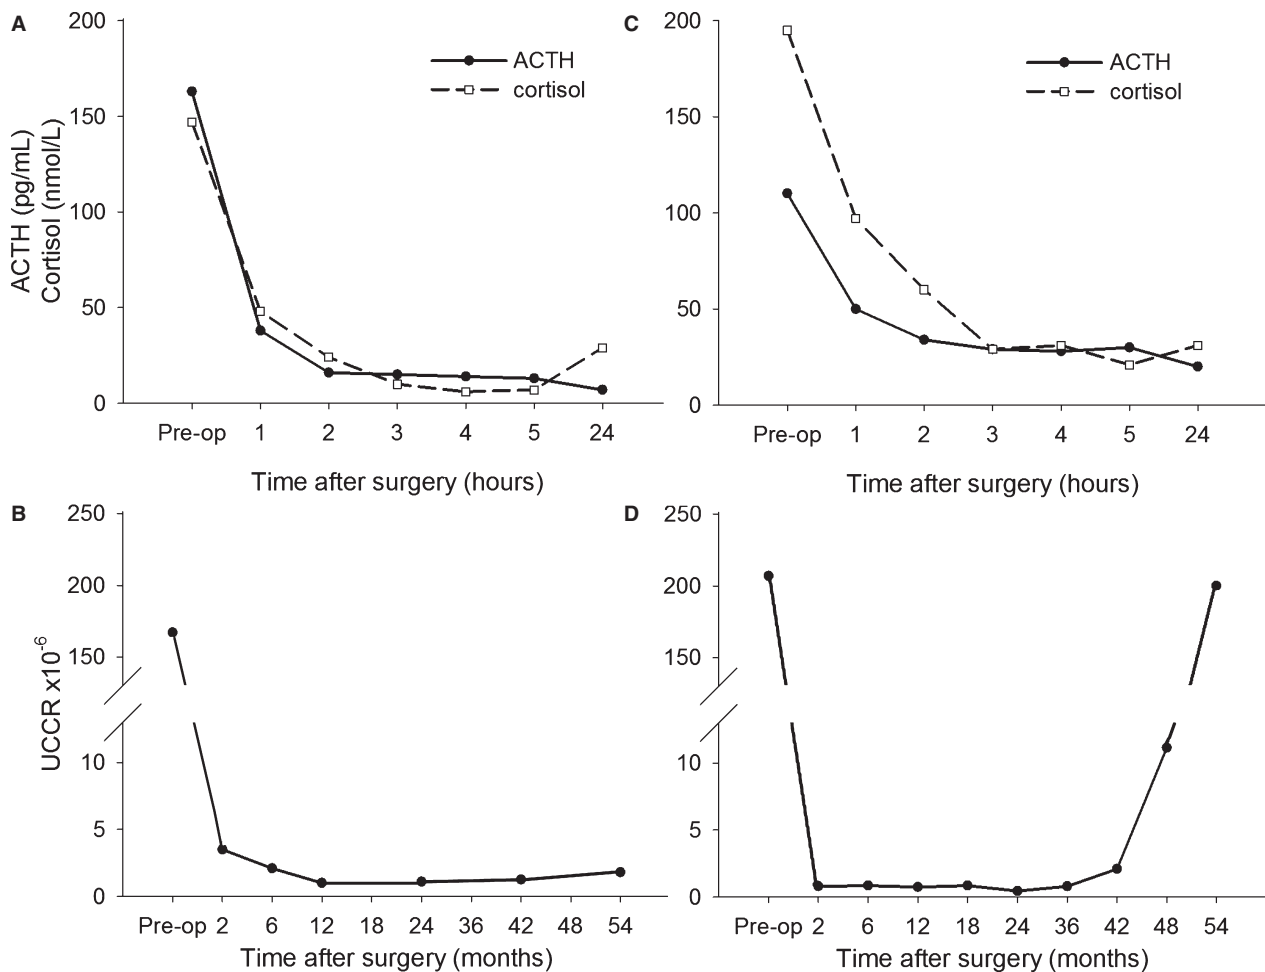 A
200
150
100
50
0
ACTH (pg/mL)
Cortisol (nmol/L)
ACTH
cortisol
Pre-op 1 2 3 4 5 24
Time after surgery (hours)
C
200
150
100
50
0
ACTH
cortisol
Pre-op 1 2 3 4 5 24
Time after surgery (hours)
B
250
200
150
10
5
0
UCCR x10-6
Pre-op 2 6 12 18 24 36 42 48 54
Time after surgery (months)
D
250
200
150
10
5
0
Pre-op 2 6 12 18 24 36 42 48 54
Time after surgery (months)